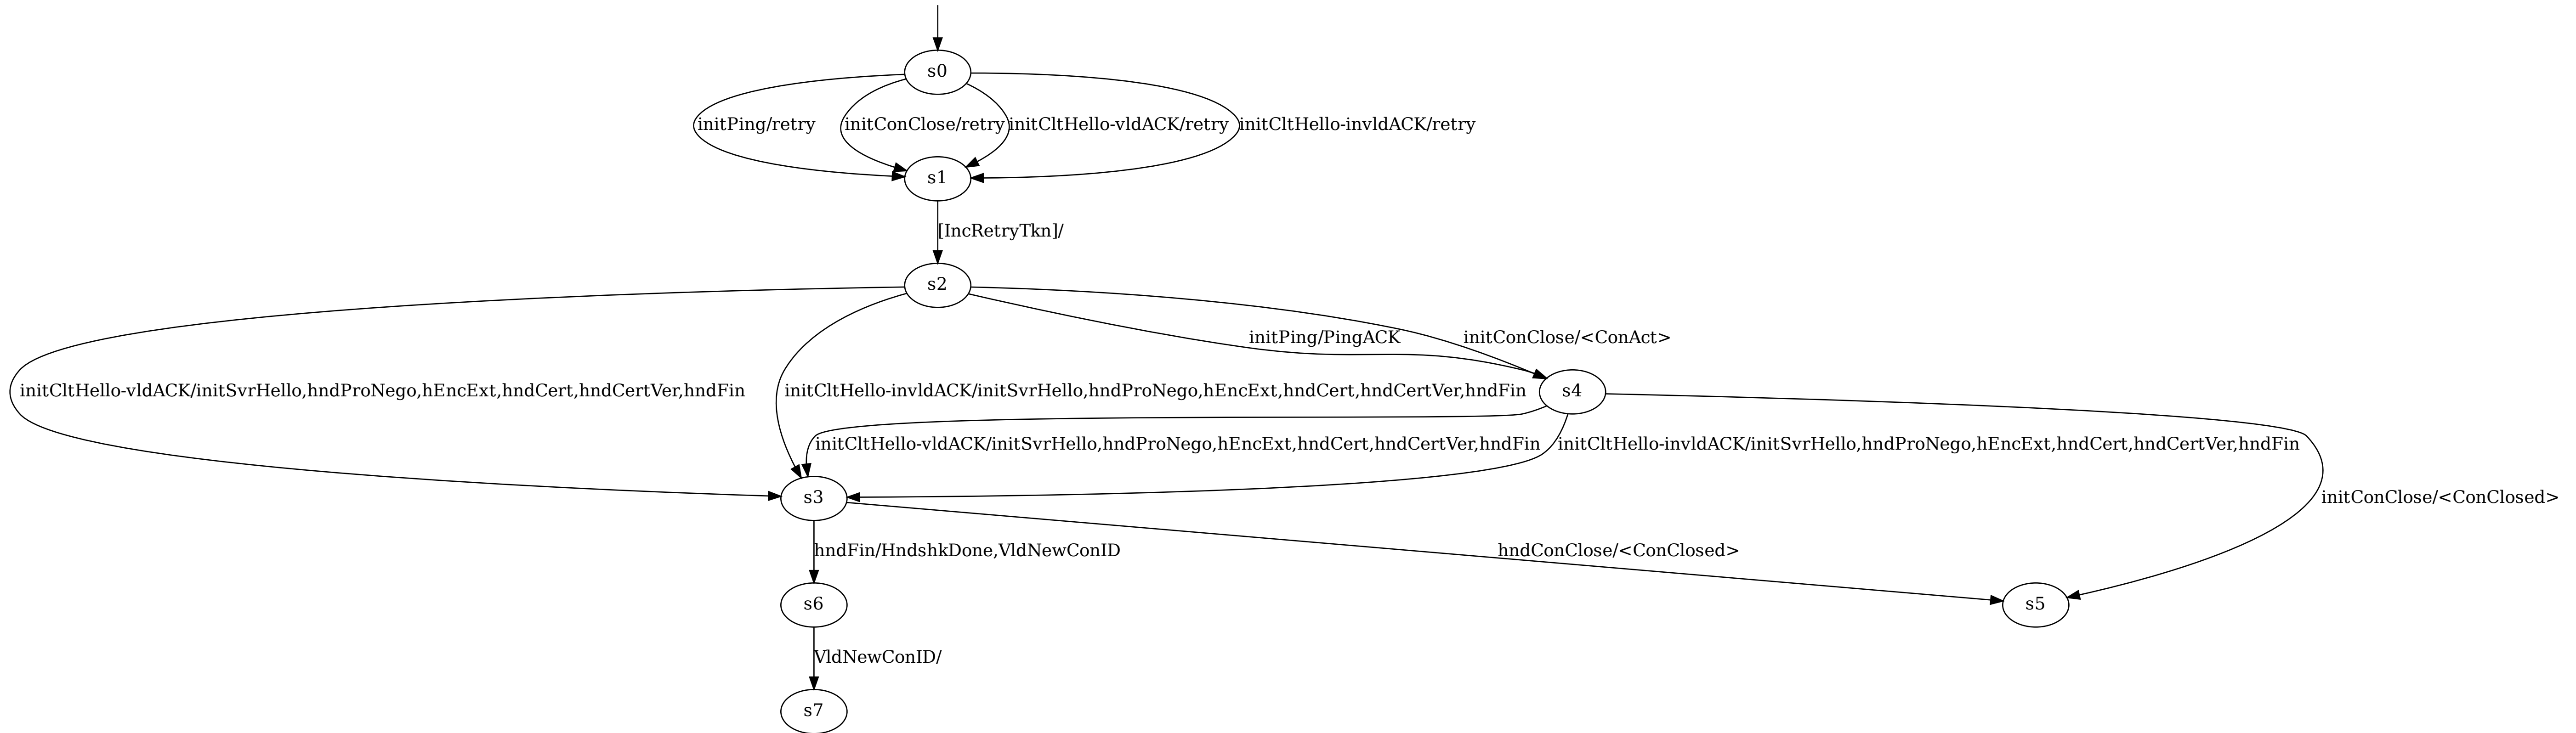 s0
initPing/retry
initConClose/retry
initCltHello-vldACK/retry
initCltHello-invldACK/retry
s1
[IncRetryTkn]/
s2
initPing/PingACK
initConClose/<ConAct>
initCltHello-vldACK/initSvrHello,hndProNego,hEncExt,hndCert,hndCertVer,hndFin
initCltHello-invldACK/initSvrHello,hndProNego,hEncExt,hndCert,hndCertVer,hndFin
s4
initCltHello-vldACK/initSvrHello,hndProNego,hEncExt,hndCert,hndCertVer,hndFin
initCltHello-invldACK/initSvrHello,hndProNego,hEncExt,hndCert,hndCertVer,hndFin
s3
initConClose/<ConClosed>
hndFin/HndshkDone,VldNewConID
hndConClose/<ConClosed>
s6
s5
VldNewConID/
s7